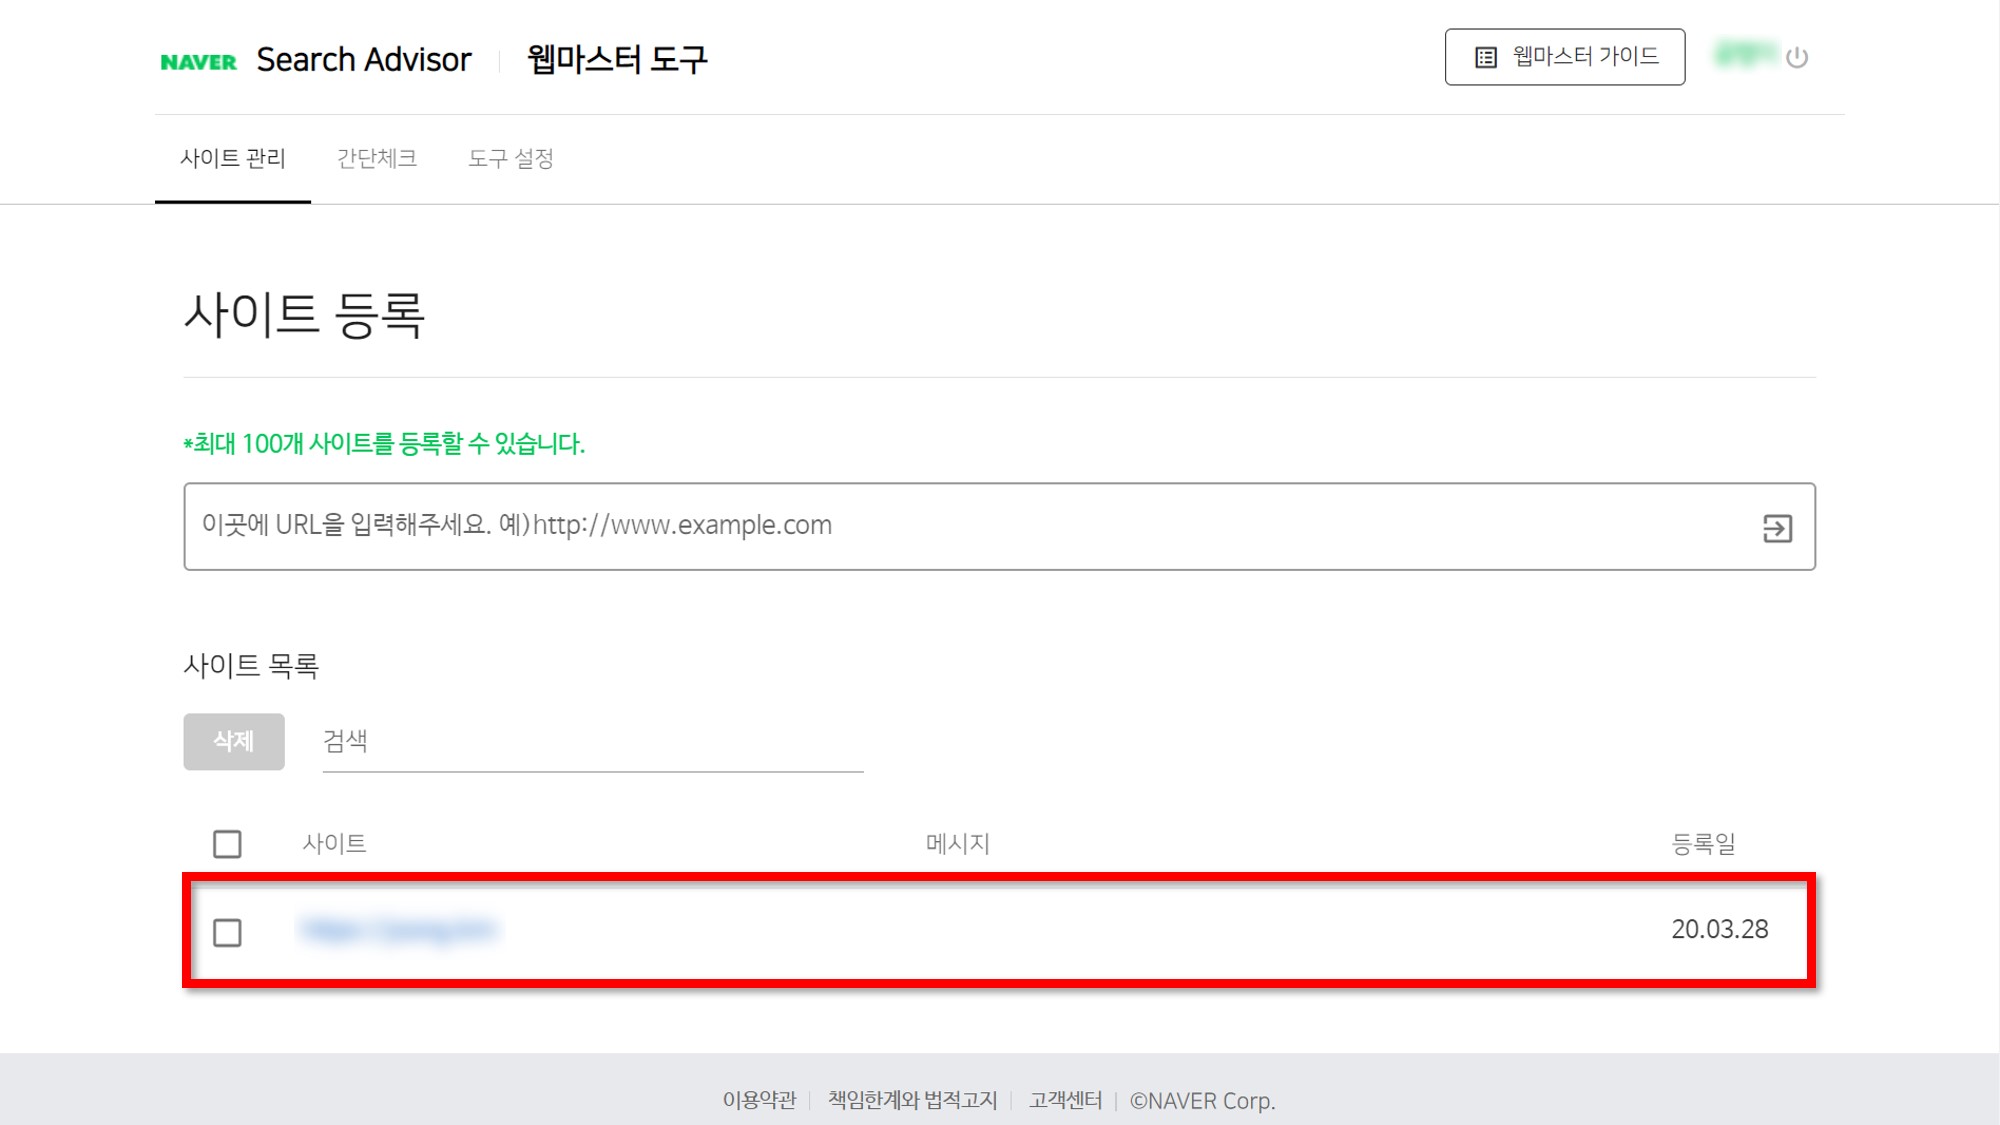 NAVER Search Advisor 웹마스터 도구
웹마스터 가이드
사이트 관리 간단체크 도구 설정
사이트 등록
*최대 100개 사이트를 등록할 수 있습니다.
이곳에 URL을 입력해주세요. 예)http://www.example.com
사이트 목록
삭제 검색
사이트 메시지 등록일
20.03.28
이용약관 책임한계와 법적고지 고객센터 ©NAVER Corp.